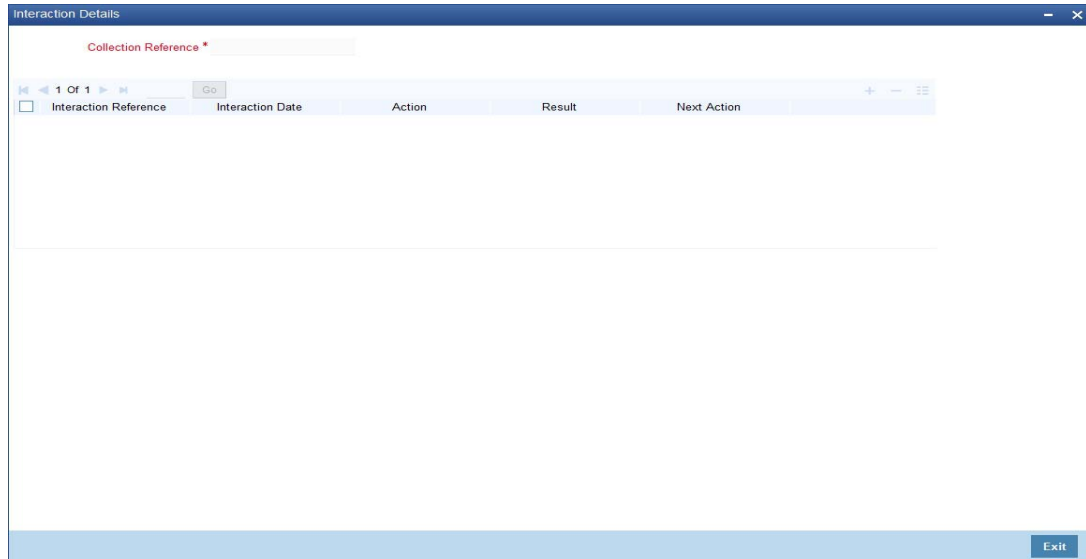 Interaction Details
Collection Reference *
1 Of 1 Go
Interaction Reference Interaction Date Action Result Next Action
Exit